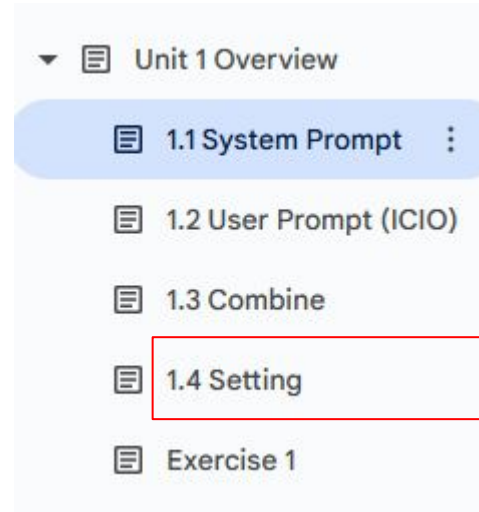 Unit 1 Overview
1.1 System Prompt
1.2 User Prompt (ICIO)
1.3 Combine
1.4 Setting
Exercise 1